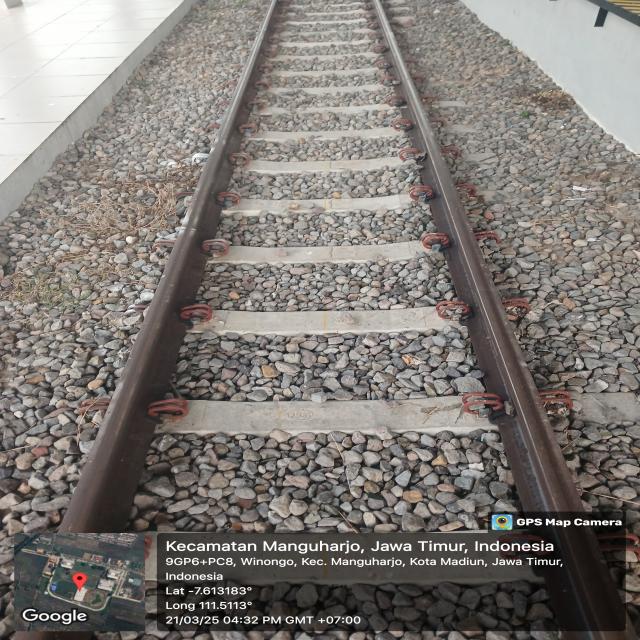 GPS Map Camera
Kecamatan Manguharjo, Jawa Timur, Indonesia
9GP6+PC8, Winongo, Kec. Manguharjo, Kota Madiun, Jawa Timur,
Indonesia
Lat -7.613183°
Long 111.5113°
21/03/25 04:32 PM GMT +07:00
Google